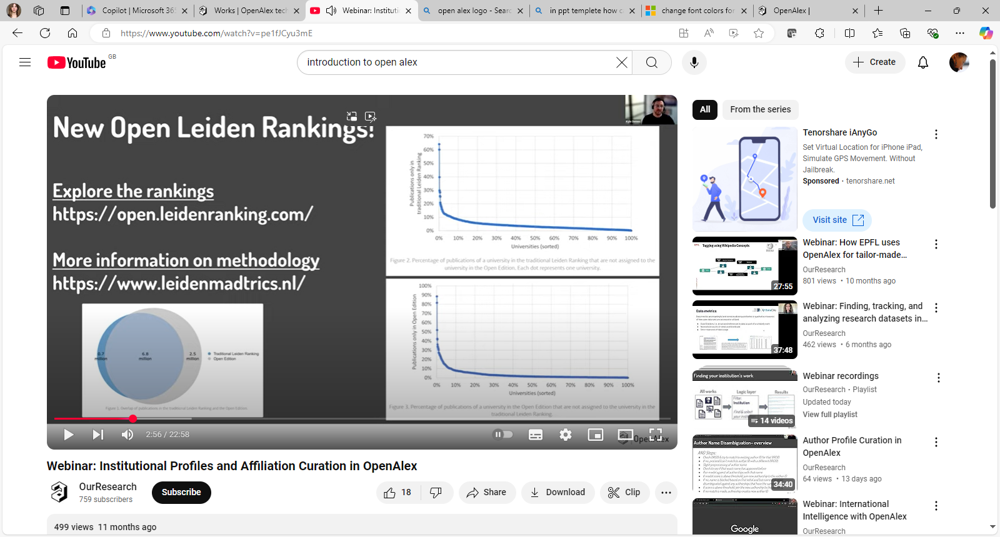 Copilot | Microsoft 365
Works | OpenAlex tech
Webinar: Instituti
open alex logo - Sear
in ppt templete how c
change font colors for
OpenAlex |
https://www.youtube.com/watch?v=pe1fJCyu3mE
YouTube GB
introduction to open alex
Create
New Open Leiden Rankings!
Explore the rankings
https://open.leidenranking.com/
More information on methodology
https://www.leidenmadtrics.nl/
0.7 million
6.8 million
2.5 million
Traditional Leiden Ranking
Open Edition
Figure 1. Overlap of publications in the traditional Leiden Ranking and the Open Edition.
Publications only in
traditional Leiden Ranking
70%
60%
50%
40%
30%
20%
10%
0%
0% 10% 20% 30% 40% 50% 60% 70% 80% 90% 100%
Universities (sorted)
Figure 2. Percentage of publications of a university in the traditional Leiden Ranking that are not assigned to the
university in the Open Edition. Each dot represents one university.
Publications only in Open Edition
100%
90%
80%
70%
60%
50%
40%
30%
20%
10%
0%
0% 10% 20% 30% 40% 50% 60% 70% 80% 90% 100%
Universities (sorted)
Figure 3. Percentage of publications of a university in the Open Edition that are not assigned to the university in the
traditional Leiden Ranking.
2:56 / 22:58
OpenAlex
Webinar: Institutional Profiles and Affiliation Curation in OpenAlex
OurResearch
759 subscribers
Subscribe
18
Share
Download
Clip
499 views 11 months ago
All
From the series
Tenorshare iAnyGo
Set Virtual Location for iPhone iPad,
Simulate GPS Movement. Without
Jailbreak.
Sponsored · tenorshare.net
Visit site
Tagging using Wikipedia Concepts
27:55
Webinar: How EPFL uses
OpenAlex for tailor-made...
OurResearch
801 views • 10 months ago
Data metrics
37:48
Webinar: Finding, tracking, and
analyzing research datasets in...
OurResearch
462 views • 6 months ago
Finding your institution's work
All works
Logic layer
Results
Filter:
Institution
14 videos
Webinar recordings
OurResearch • Playlist
Updated today
View full playlist
Author Name Disambiguation- overview
AND Steps:
34:40
Author Profile Curation in
OpenAlex
OurResearch
64 views • 13 days ago
Google
Webinar: International
Intelligence with OpenAlex
OurResearch